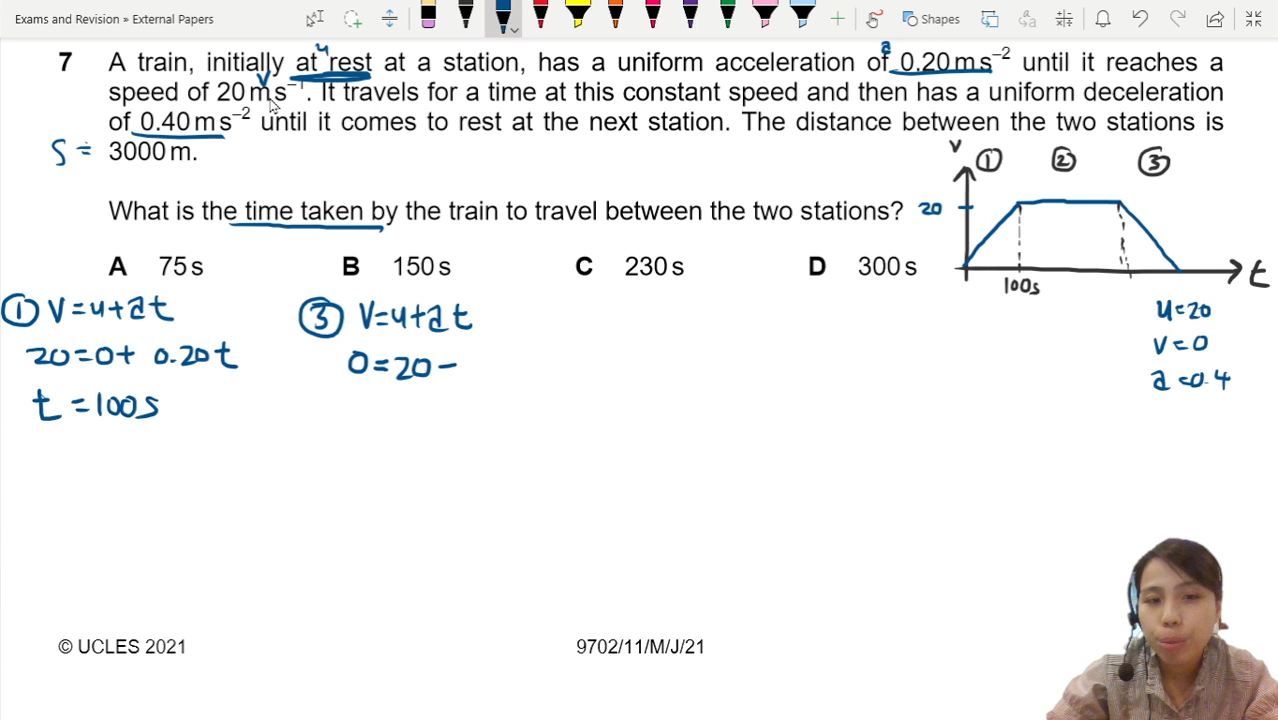 Exams and Revision » External Papers
Shapes
7 A train, initially at rest at a station, has a uniform acceleration of 0.20 m s⁻² until it reaches a
speed of 20 m s⁻¹. It travels for a time at this constant speed and then has a uniform deceleration
of 0.40 m s⁻² until it comes to rest at the next station. The distance between the two stations is
3000 m.
u
a
v
S =
What is the time taken by the train to travel between the two stations?
A 75 s B 150 s C 230 s D 300 s
v
① ② ③
20
100s
t
① v=u+at
20=0+ 0.20t
t =100s
③ v=u+at
0=20-
u=20
v=0
a=0.4
© UCLES 2021 9702/11/M/J/21